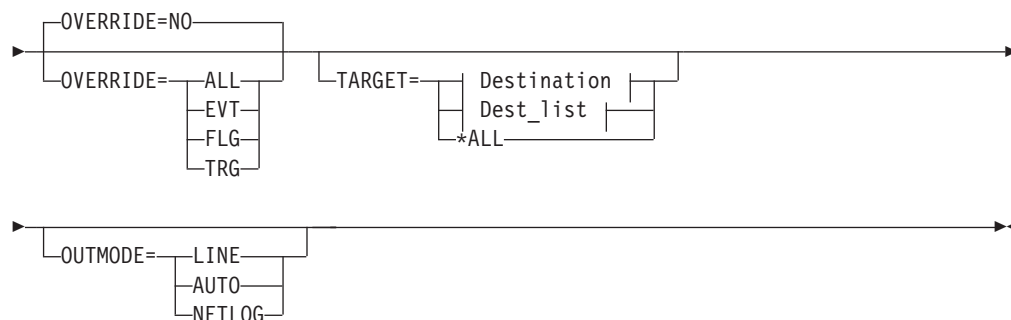 OVERRIDE=NO
OVERRIDE= ALL
EVT
FLG
TRG
TARGET= Destination
Dest_list
*ALL
OUTMODE= LINE
AUTO
NETLOG